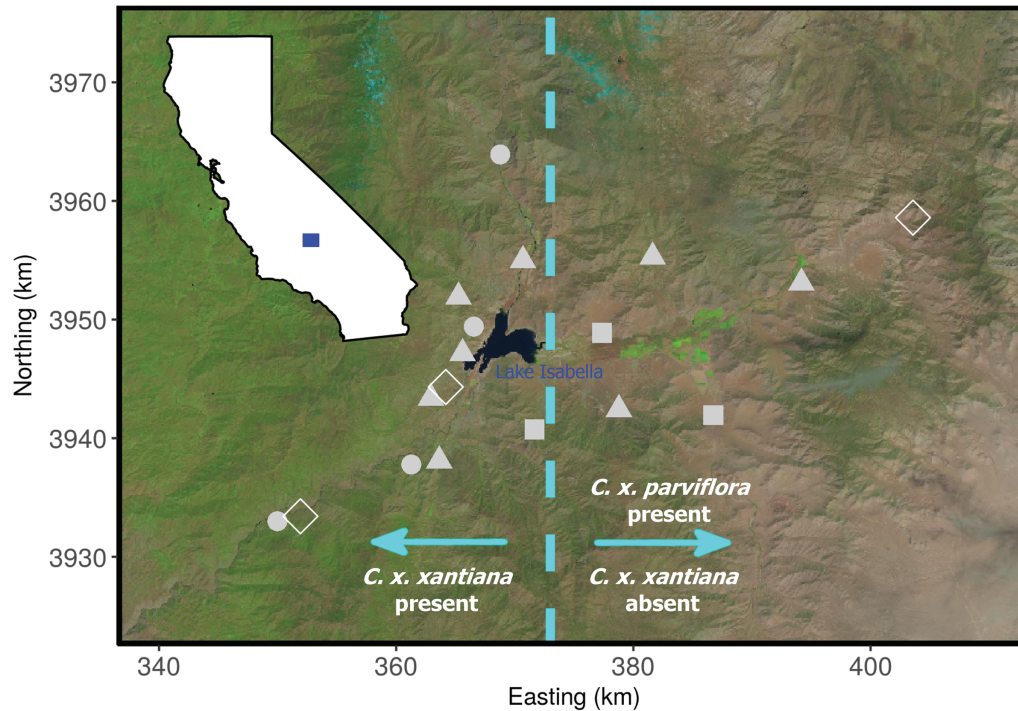 Northing (km)
3970
3960
3950
3940
3930
Lake Isabella
C. x. parviflora
present
C. x. xantiana
present
C. x. xantiana
absent
340
360
380
400
Easting (km)